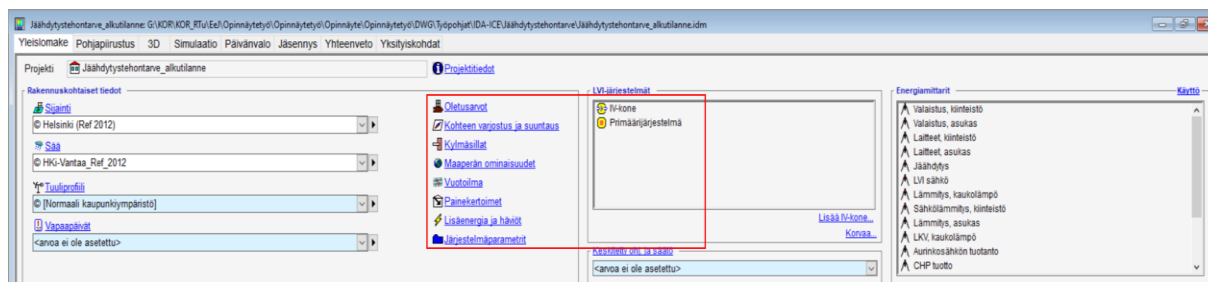 Jäähdytystehontarve_alkutilanne: G:\KOR\KOR_RTu\EeJ\Opinnäytetyö\Opinnäytetyö\Opinnäyte\Opinnäytetyö\DWG\Työpohjat\IDA-ICE\Jäähdytystehontarve\Jäähdytystehontarve_alkutilanne.idm
Yleislomake Pohjapiirustus 3D Simulaatio Päivänvalo Jäsennys Yhteenveto Yksityiskohdat
Projekti Jäähdytystehontarve_alkutilanne Projektitiedot
Rakennuskohtaiset tiedot
Sijainti
© Helsinki (Ref 2012)
Sää
© HKi-Vantaa_Ref_2012
Tuuliprofiili
© [Normaali kaupunkiympäristö]
Vapaapäivät
<arvoa ei ole asetettu>
Oletusarvot
Kohteen varjostus ja suuntaus
Kylmäsillat
Maaperän ominaisuudet
Vuotoilma
Painekertoimet
Lisäenergia ja häviöt
Järjestelmäparametrit
LVI-järjestelmät
IV-kone
Primäärijärjestelmä
Lisää IV-kone...
Korvaa...
Keskitetty ohj. ja säätö
<arvoa ei ole asetettu>
Energiamittarit Käyttö
Valaistus, kiinteistö
Valaistus, asukas
Laitteet, kiinteistö
Laitteet, asukas
Jäähdytys
LVI sähkö
Lämmitys, kaukolämpö
Sähkölämmitys, kiinteistö
Lämmitys, asukas
LKV, kaukolämpö
Aurinkosähkön tuotanto
CHP tuotto